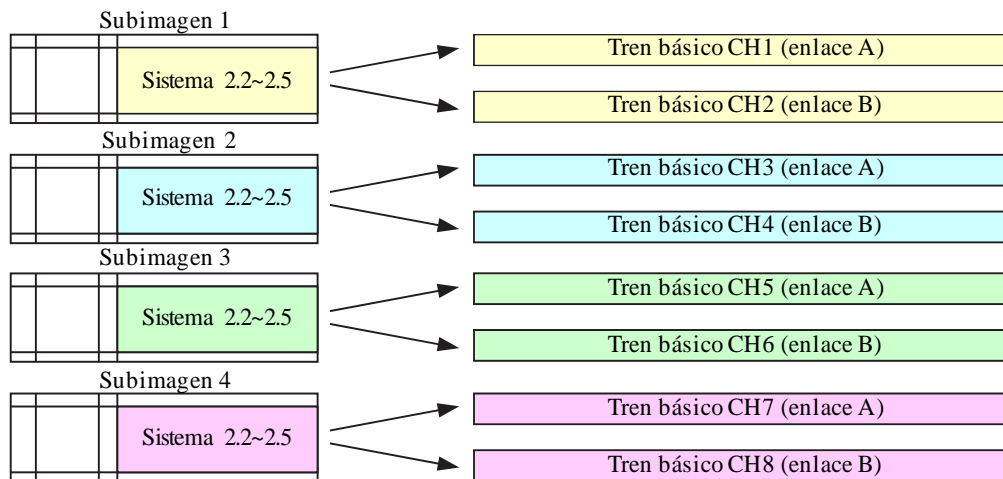 Subimagen 1
Sistema 2.2~2.5
Tren básico CH1 (enlace A)
Tren básico CH2 (enlace B)
Subimagen 2
Sistema 2.2~2.5
Tren básico CH3 (enlace A)
Tren básico CH4 (enlace B)
Subimagen 3
Sistema 2.2~2.5
Tren básico CH5 (enlace A)
Tren básico CH6 (enlace B)
Subimagen 4
Sistema 2.2~2.5
Tren básico CH7 (enlace A)
Tren básico CH8 (enlace B)